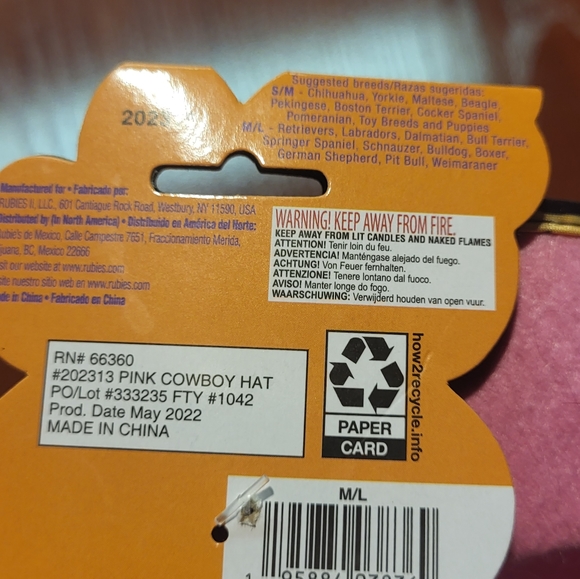 Suggested breeds/Razas sugeridas:
S/M - Chihuahua, Yorkie, Maltese, Beagle,
Pekingese, Boston Terrier, Cocker Spaniel,
Pomeranian, Toy Breeds and Puppies
M/L - Retrievers, Labradors, Dalmatian, Bull Terrier,
Springer Spaniel, Schnauzer, Bulldog, Boxer,
German Shepherd, Pit Bull, Weimaraner
Manufactured for • Fabricado por:
RUBIES II, LLC, 601 Cantiague Rock Road, Westbury, NY 11590, USA
Distributed by (In North America) • Distribuido en América del Norte:
Rubie's de Mexico, Calle Campestre 7651, Fraccionamiento Merida,
BC, Mexico 22666
our website at www.rubies.com
site nuestro sitio web en www.rubies.com
Made in China • Fabricado en China
WARNING! KEEP AWAY FROM FIRE.
KEEP AWAY FROM LIT CANDLES AND NAKED FLAMES
ATTENTION! Tenir loin du feu.
ADVERTENCIA! Manténgase alejado del fuego.
ACHTUNG! Von Feuer fernhalten.
ATTENZIONE! Tenere lontano dal fuoco.
AVISO! Manter longe do fogo.
WAARSCHUWING: Verwijderd houden van open vuur.
RN# 66360
#202313 PINK COWBOY HAT
PO/Lot #333235 FTY #1042
Prod. Date May 2022
MADE IN CHINA
PAPER
CARD
how2recycle.info
M/L